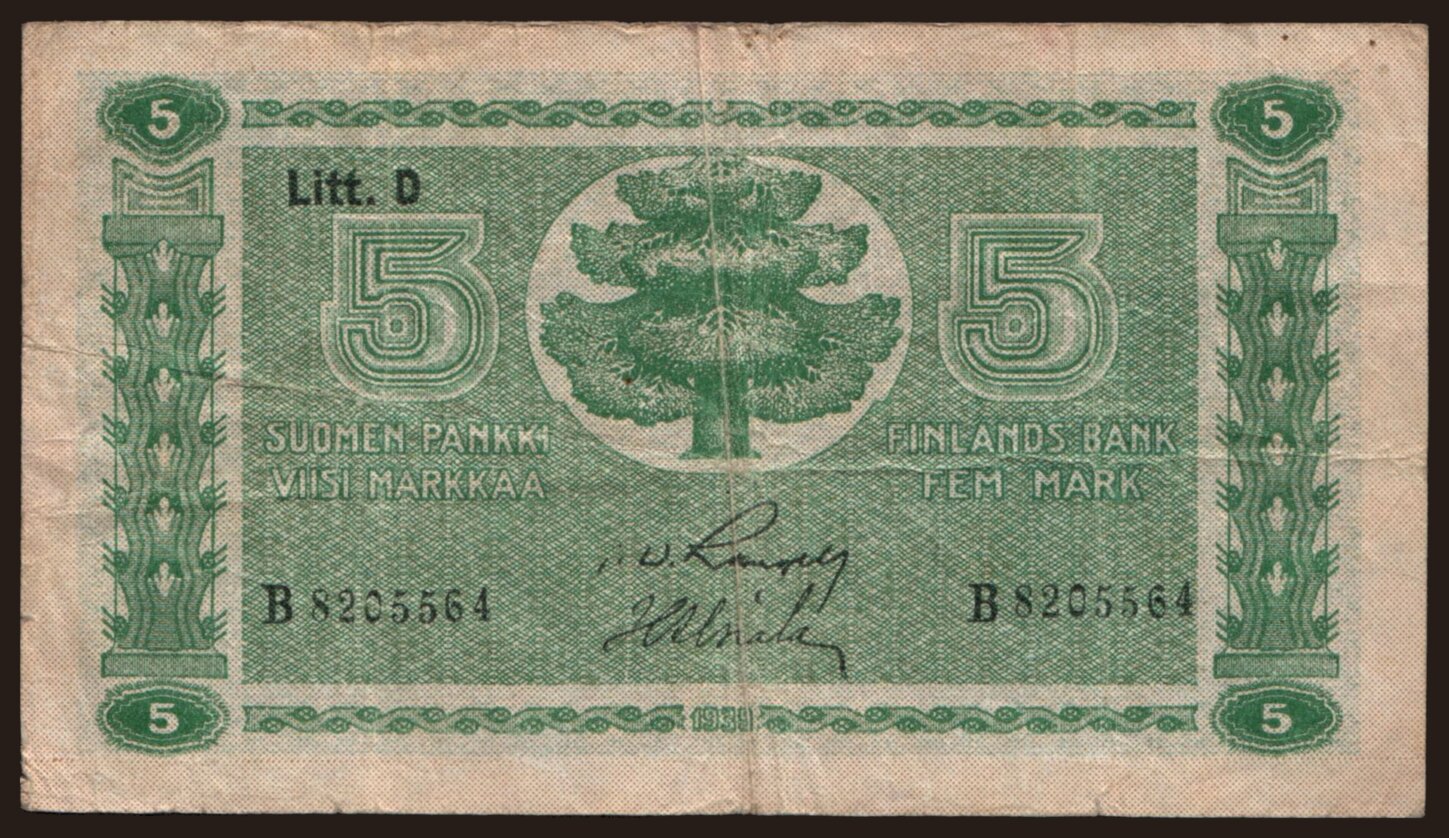 5 5
Litt. D
5 5
SUOMEN PANKKI FINLANDS BANK
VIISI MARKKAA FEM MARK
B 8205564 B 8205564
5 1939 5